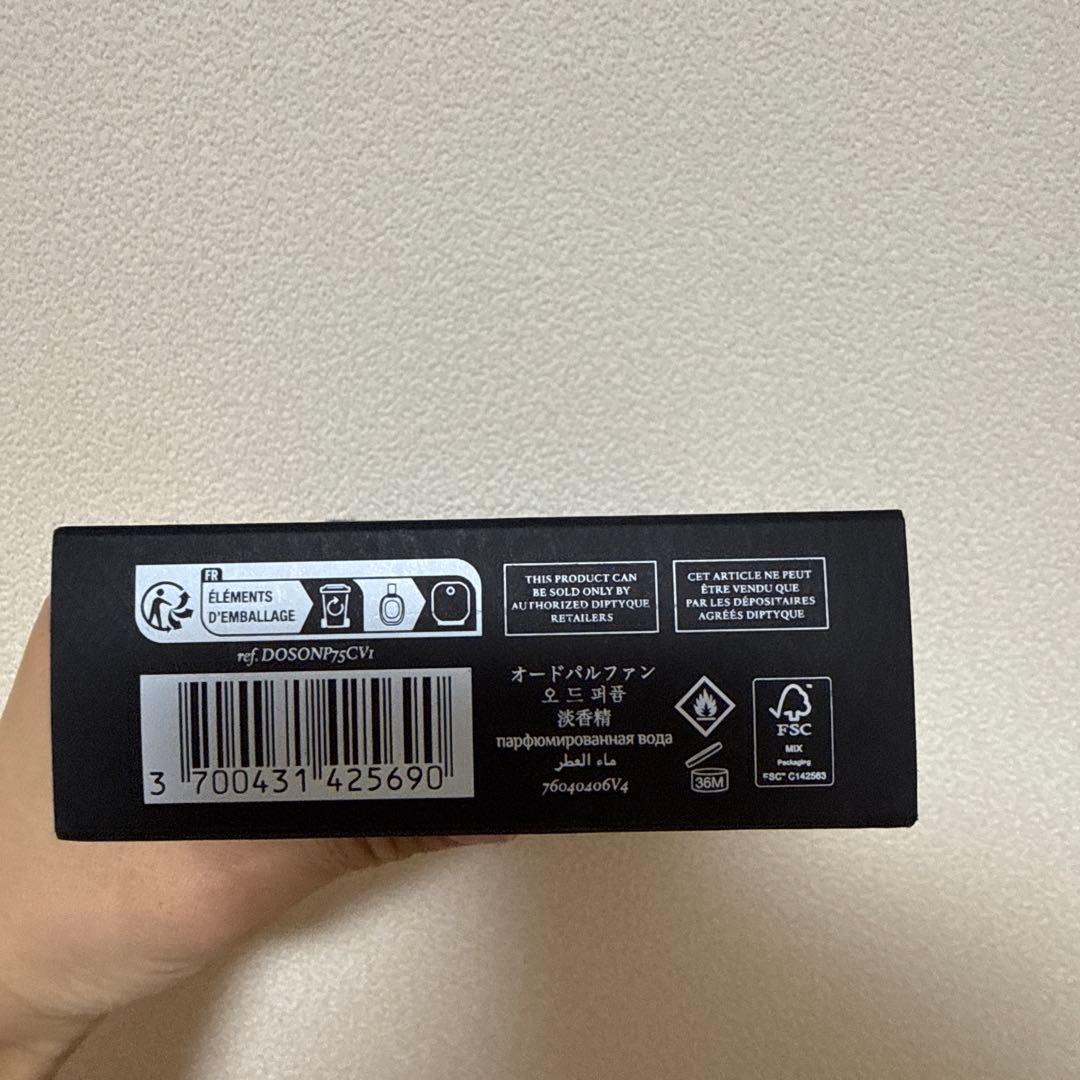 FR
ÉLÉMENTS
D'EMBALLAGE
ref. DOSONP75CV1
3 700431 425690
THIS PRODUCT CAN
BE SOLD ONLY BY
AUTHORIZED DIPTYQUE
RETAILERS
CET ARTICLE NE PEUT
ÊTRE VENDU QUE
PAR LES DÉPOSITAIRES
AGRÉÉS DIPTYQUE
オードパルファン
오 드 퍼퓸
淡香精
парфюмированная вода
ماء العطر
76040406V4
36M
FSC
MIX
Packaging
FSC™ C142563